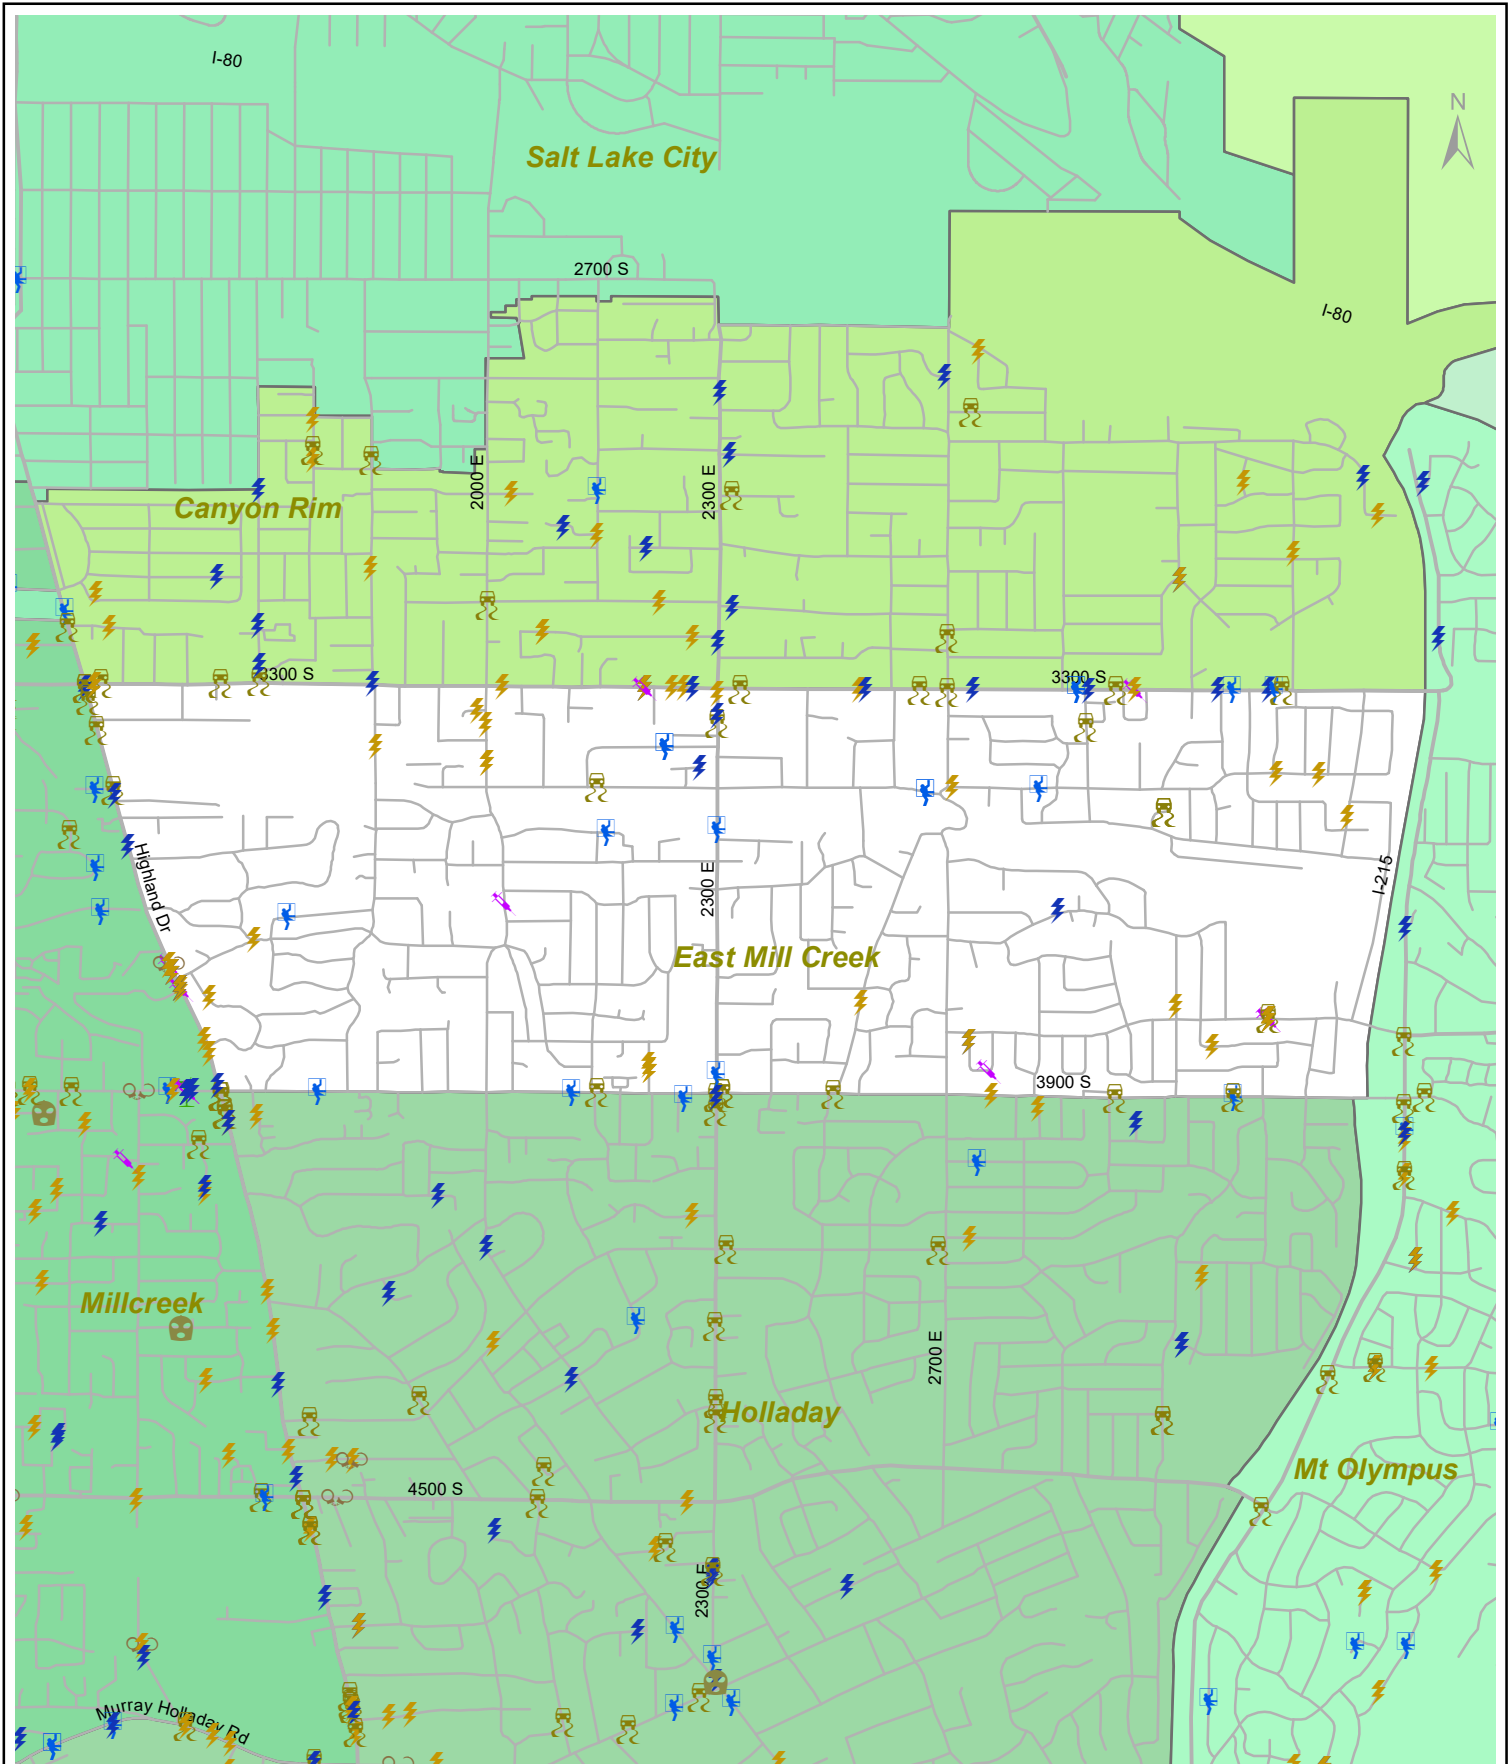 I-80
N
Salt Lake City
2700 S
I-80
2000 E
2300 E
Canyon Rim
3300 S
3300 S
Highland Dr
2300 E
I-215
East Mill Creek
3900 S
Millcreek
2700 E
Holladay
Mt Olympus
4500 S
2300 E
Murray Holladay Rd